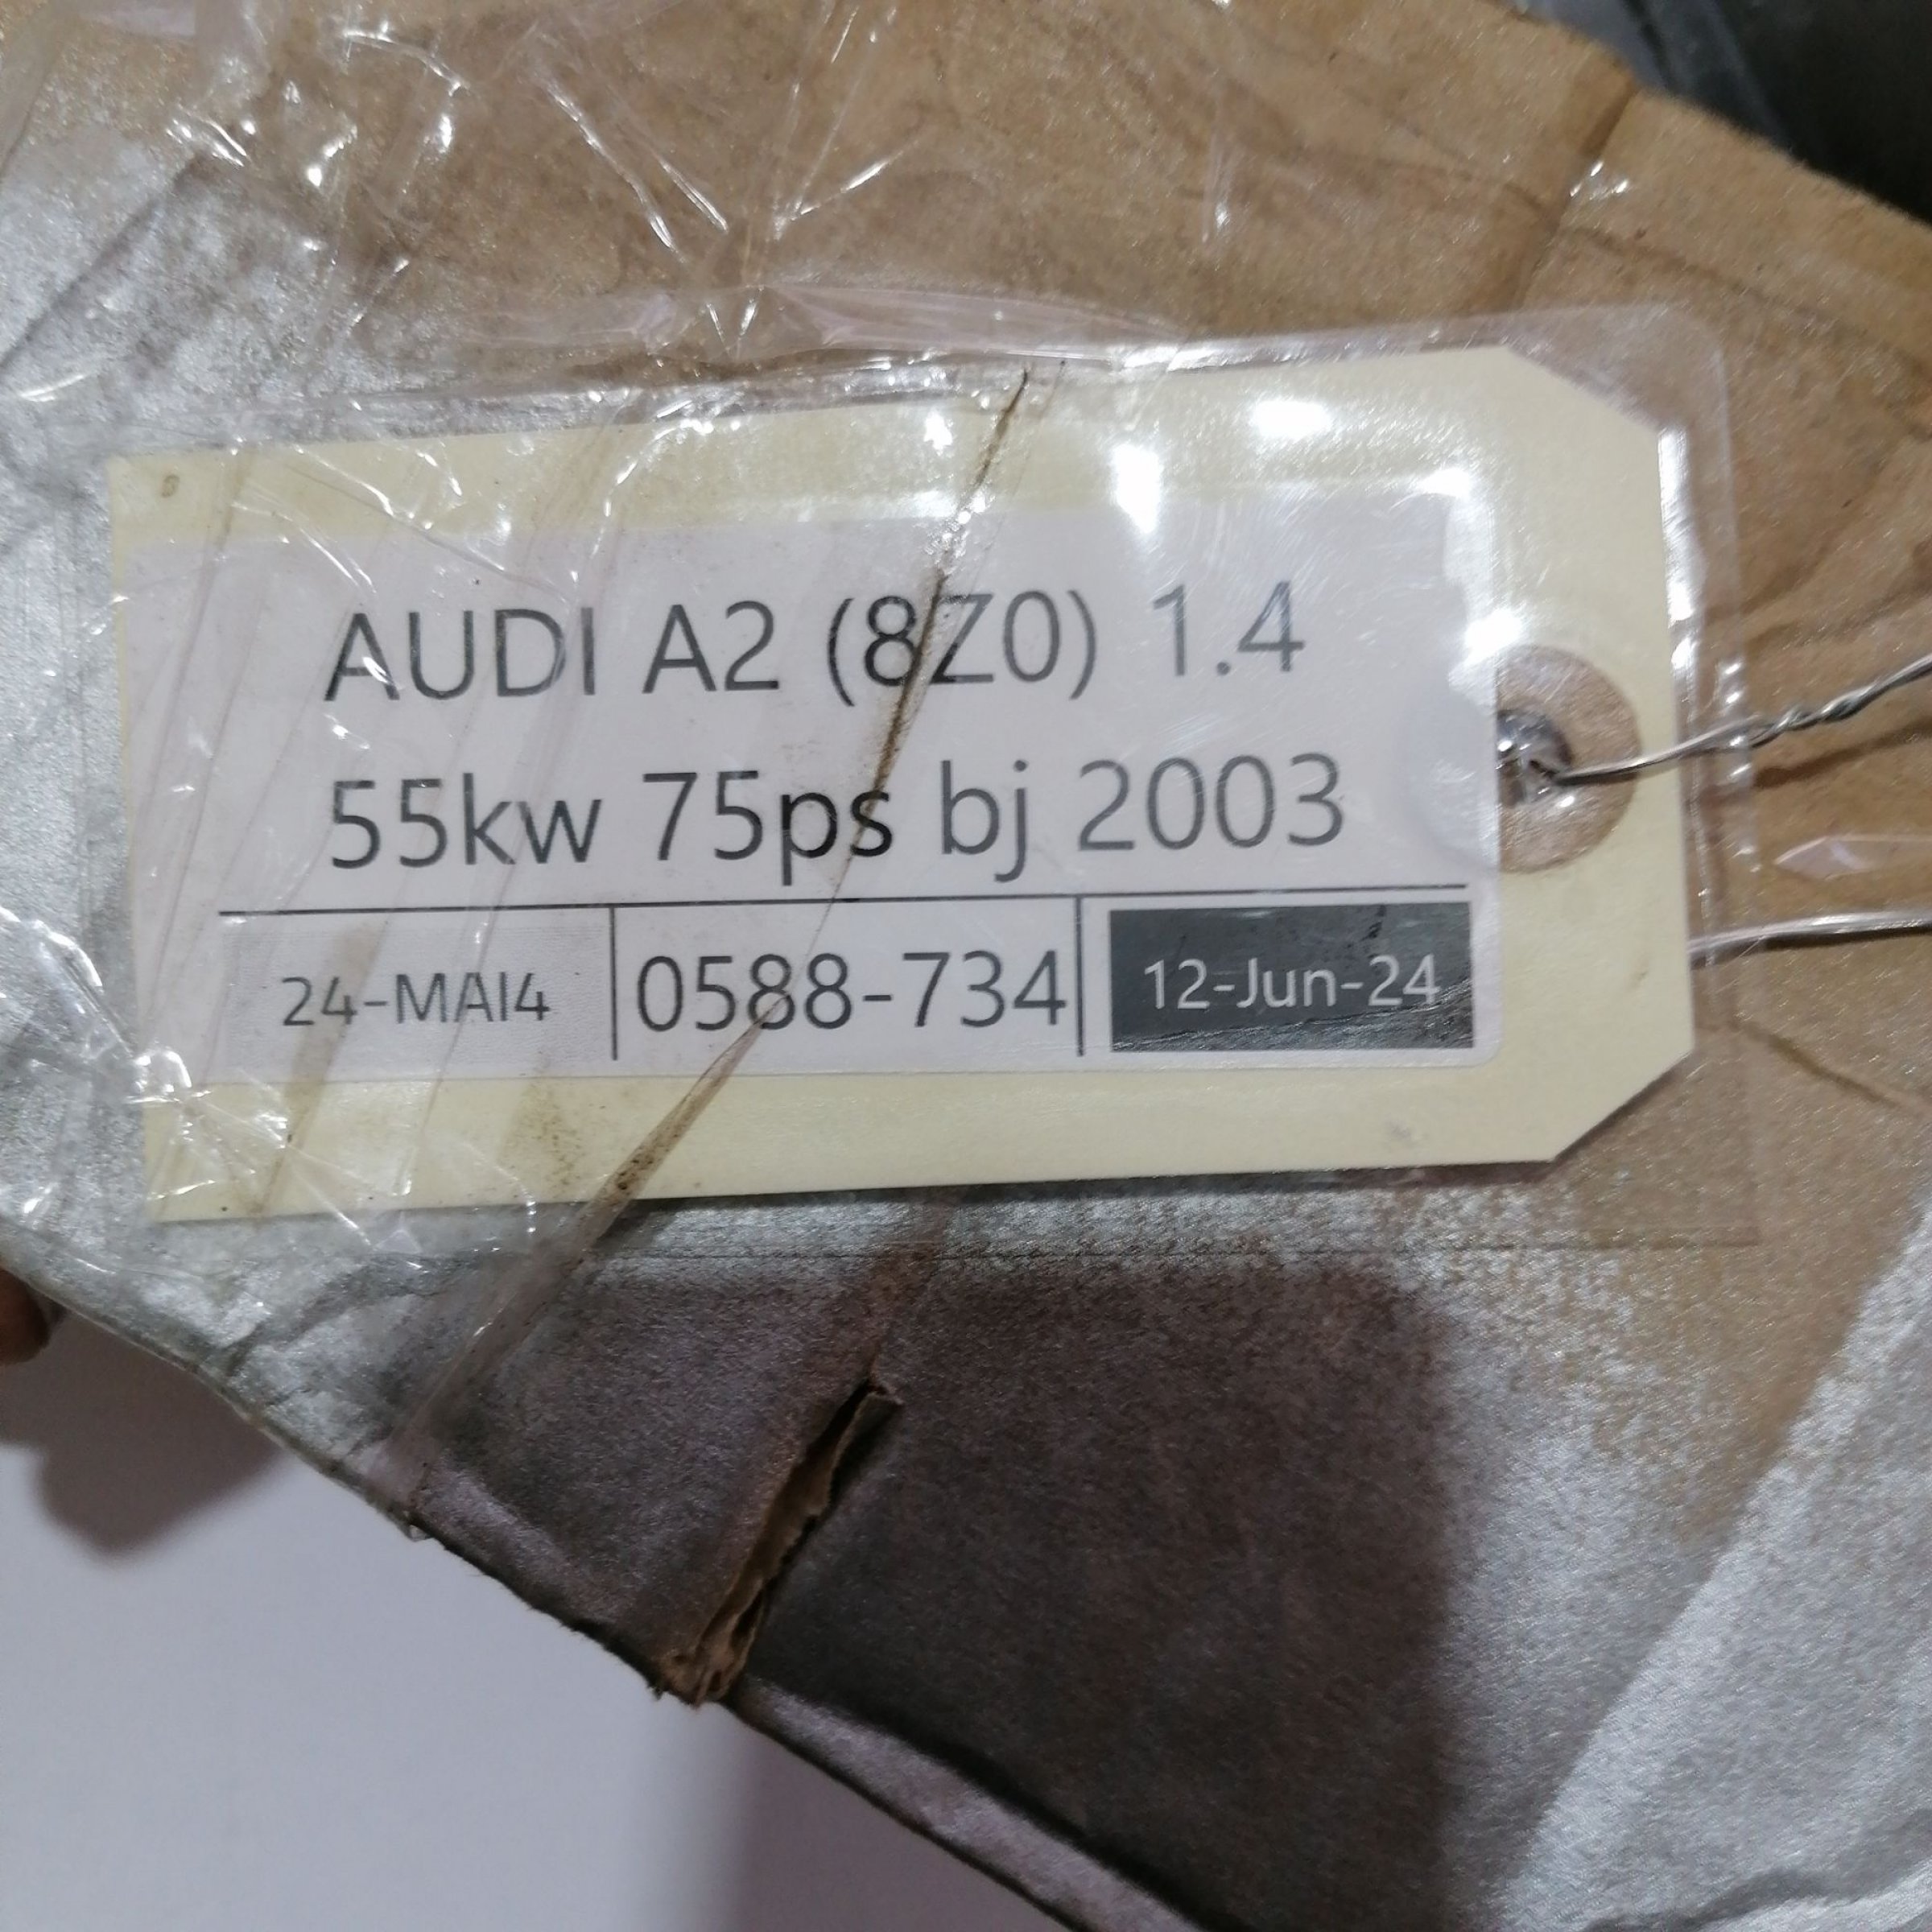 AUDI A2 (8Z0) 1.4
55kw 75ps bj 2003
24-MAI4 0588-734 12-Jun-24